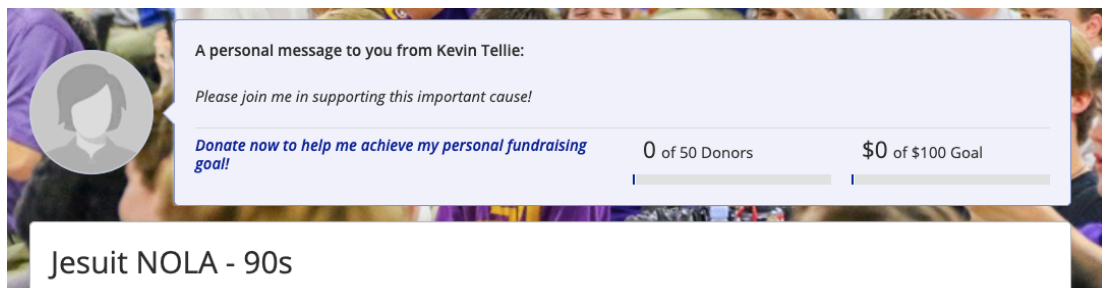 A personal message to you from Kevin Tellie:
Please join me in supporting this important cause!
Donate now to help me achieve my personal fundraising
goal!
0 of 50 Donors
$0 of $100 Goal
Jesuit NOLA - 90s